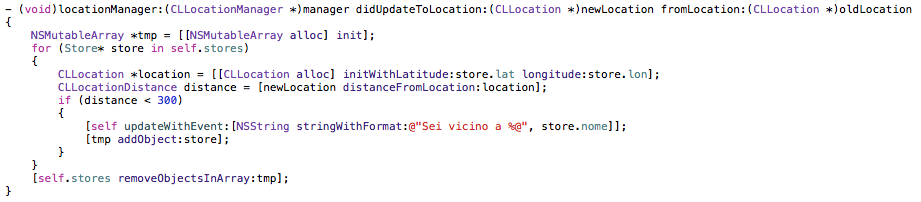 - (void)locationManager:(CLLocationManager *)manager didUpdateToLocation:(CLLocation *)newLocation fromLocation:(CLLocation *)oldLocation
{
    NSMutableArray *tmp = [[NSMutableArray alloc] init];
    for (Store* store in self.stores)
    {
        CLLocation *location = [[CLLocation alloc] initWithLatitude:store.lat longitude:store.lon];
        CLLocationDistance distance = [newLocation distanceFromLocation:location];
        if (distance < 300)
        {
            [self updateWithEvent:[NSString stringWithFormat:@"Sei vicino a %@", store.nome]];
            [tmp addObject:store];
        }
    }
    [self.stores removeObjectsInArray:tmp];
}